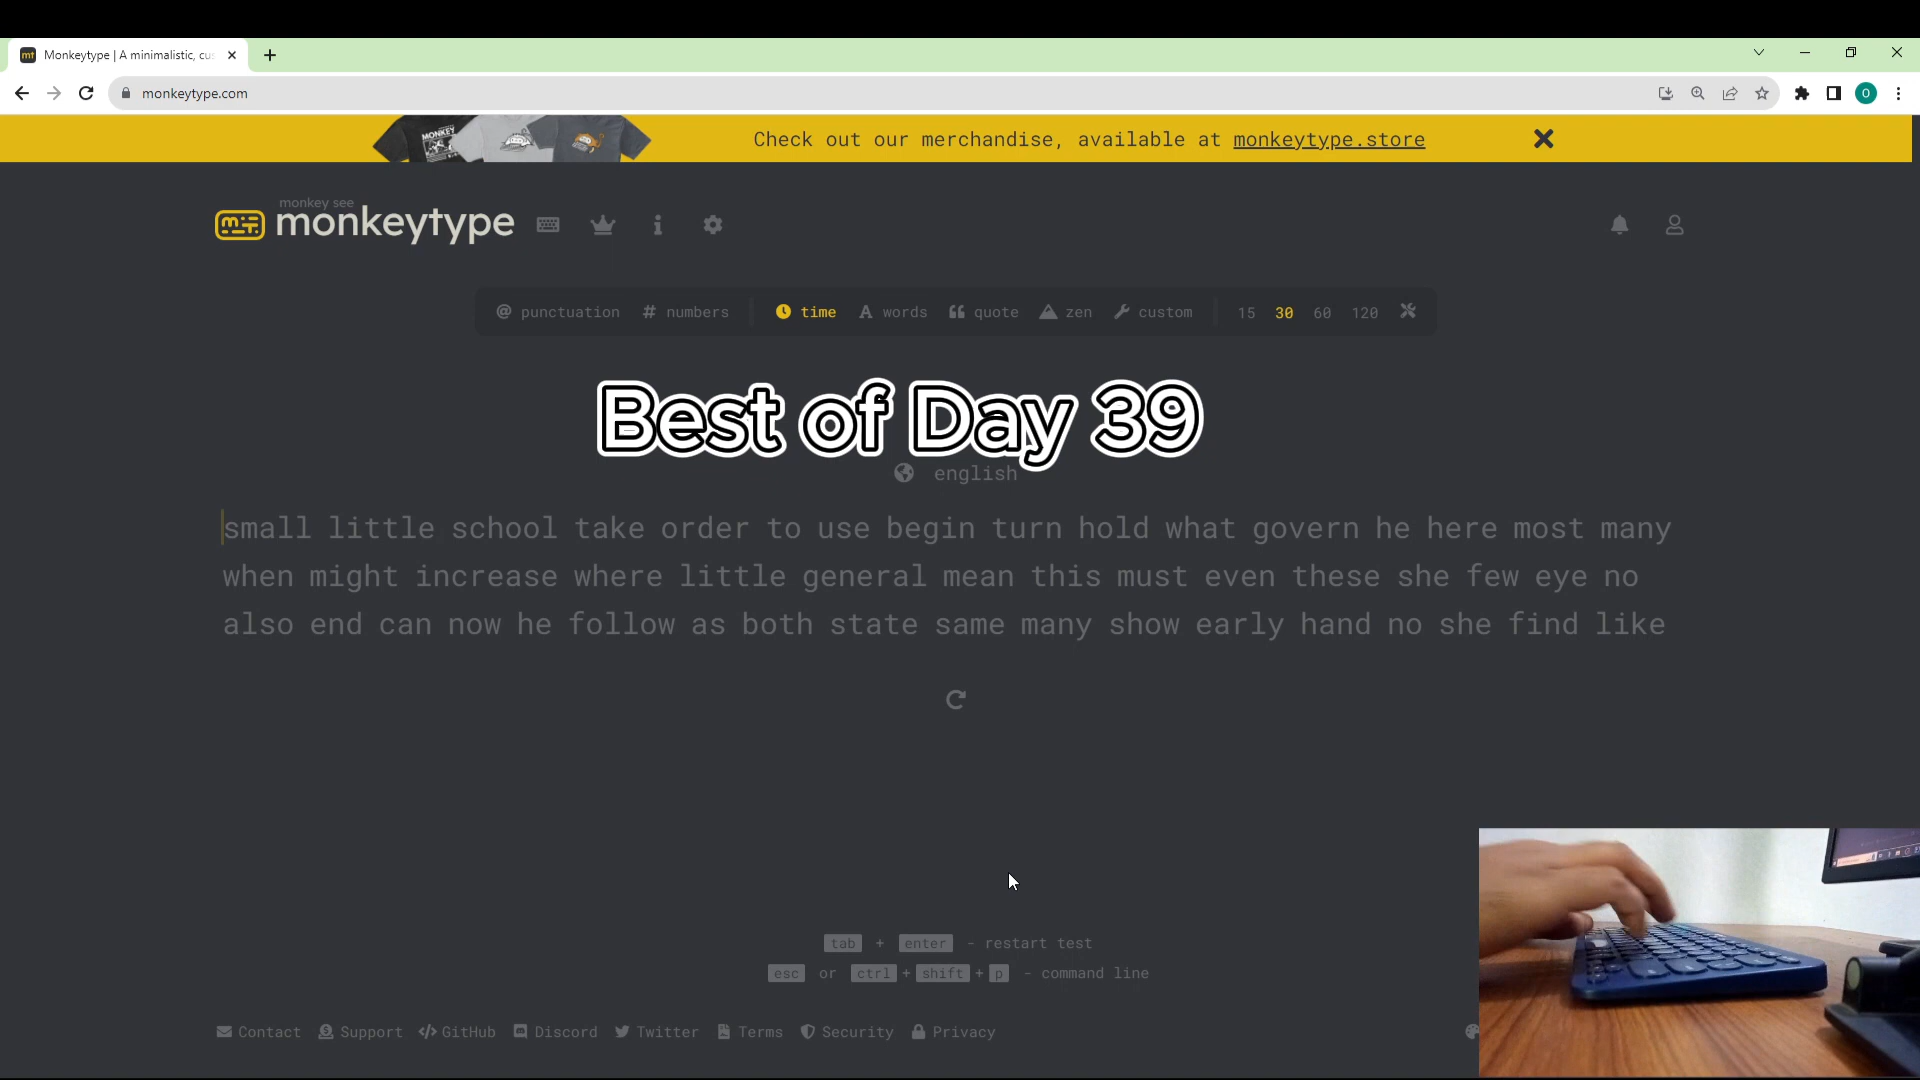 Monkeytype | A minimalistic, cus
monkeytype.com
O
MONKEY
Check out our merchandise, available at monkeytype.store
monkey see
monkeytype
@ punctuation # numbers time A words quote zen custom 15 30 60 120
Best of Day 39
english
small little school take order to use begin turn hold what govern he here most many
when might increase where little general mean this must even these she few eye no
also end can now he follow as both state same many show early hand no she find like
tab + enter - restart test
esc or ctrl + shift + p - command line
Contact Support </> GitHub Discord Twitter Terms Security Privacy